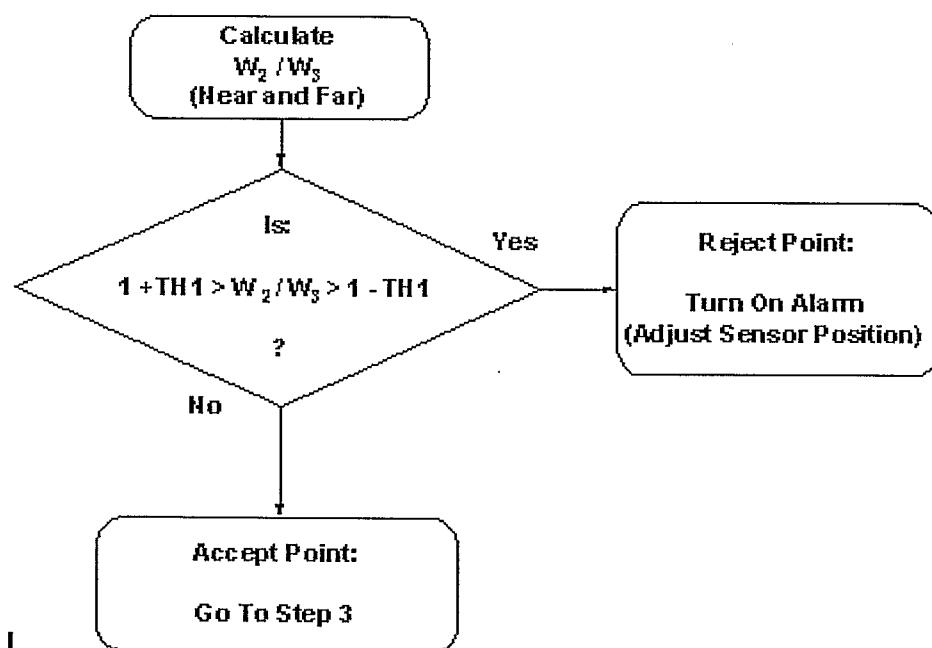 Calculate
W₂ / W₃
(Near and Far)
Is:
1 + TH1 > W₂ / W₃ > 1 - TH1
?
Yes
No
Reject Point:
Turn On Alarm
(Adjust Sensor Position)
Accept Point:
Go To Step 3